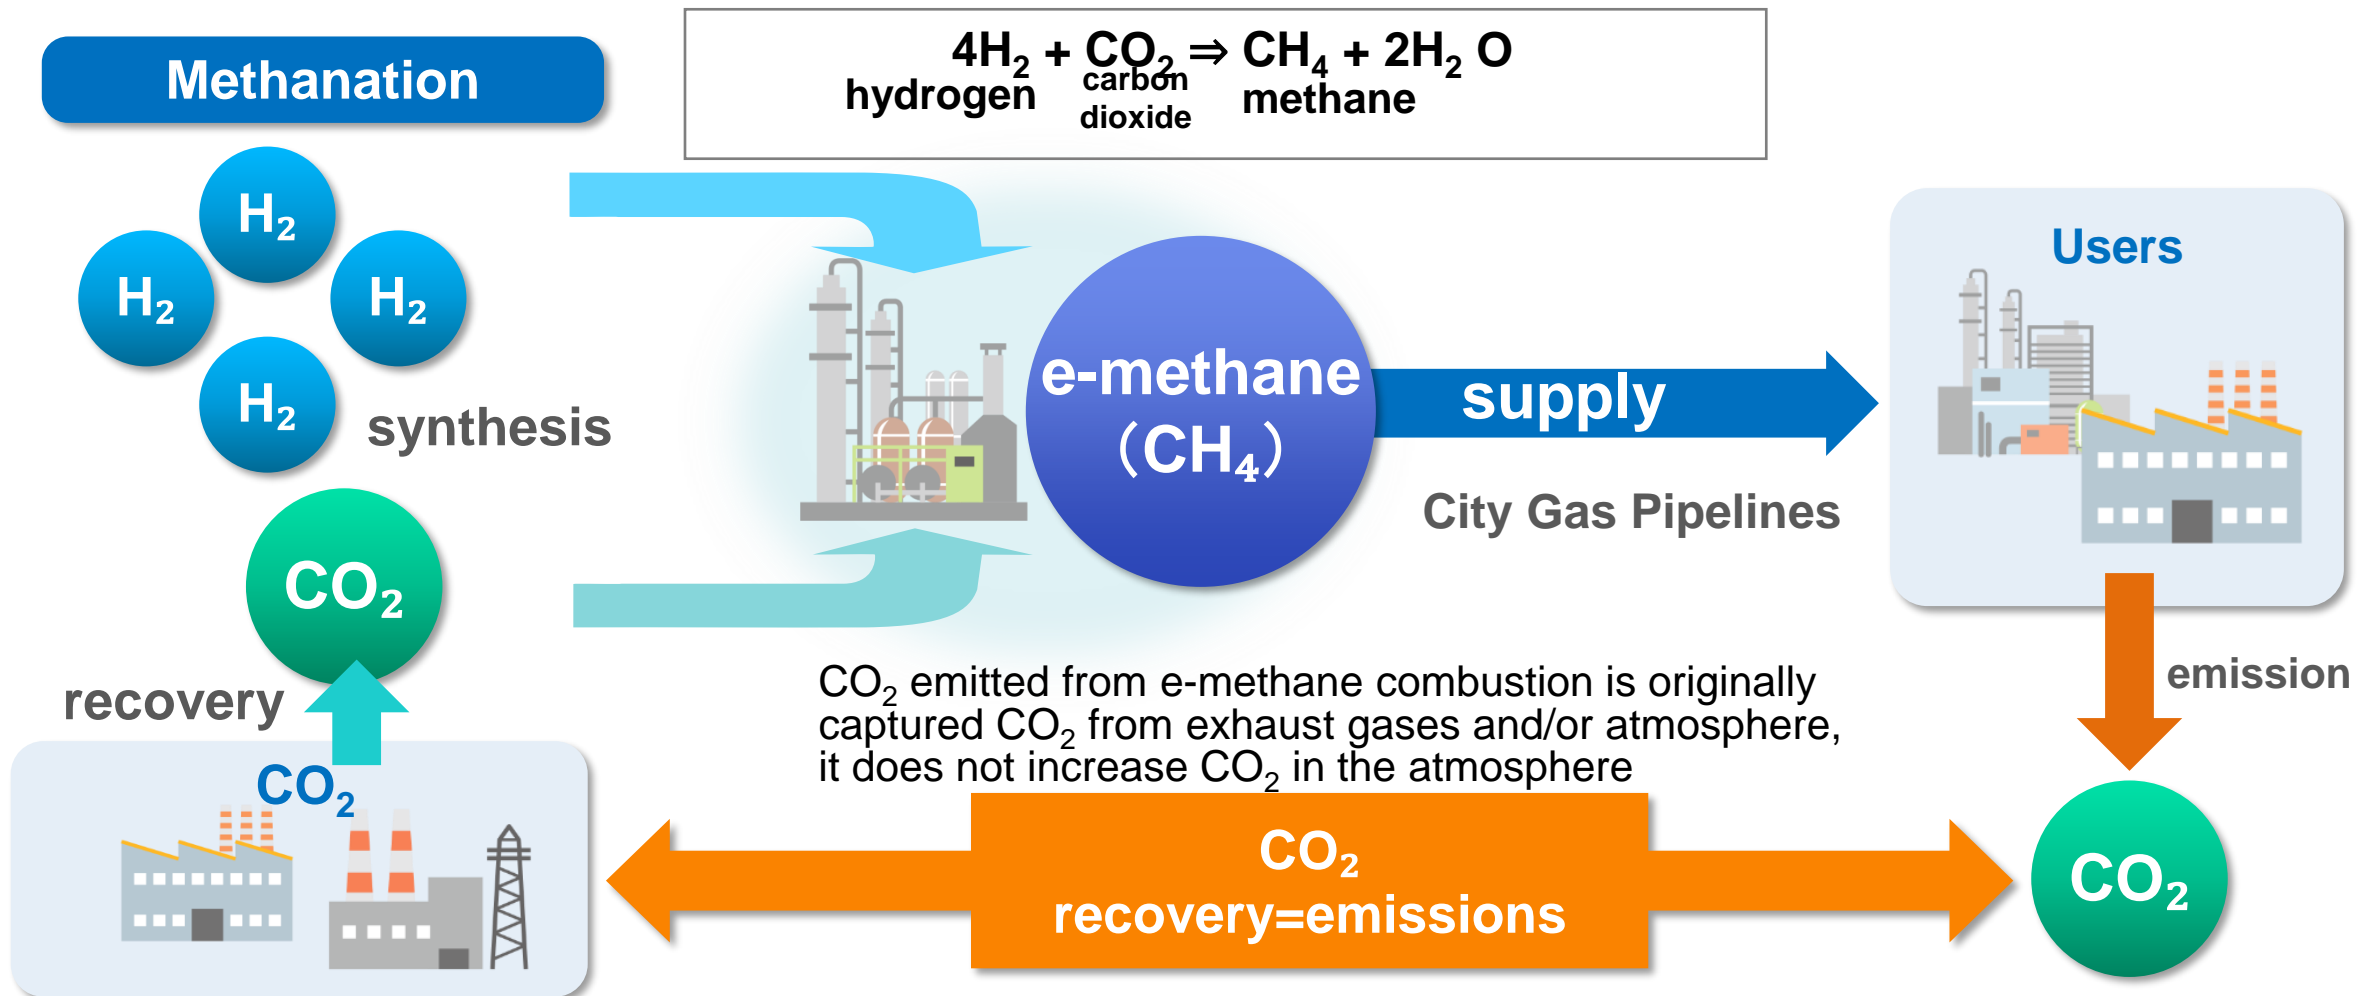 Methanation
4H₂ + CO₂ ⇒ CH₄ + 2H₂ O
hydrogen
carbon
dioxide
methane
H₂
H₂
H₂
H₂
synthesis
CO₂
recovery
CO₂
e-methane
（CH₄）
supply
City Gas Pipelines
Users
emission
CO₂ emitted from e-methane combustion is originally
captured CO₂ from exhaust gases and/or atmosphere,
it does not increase CO₂ in the atmosphere
CO₂
recovery=emissions
CO₂